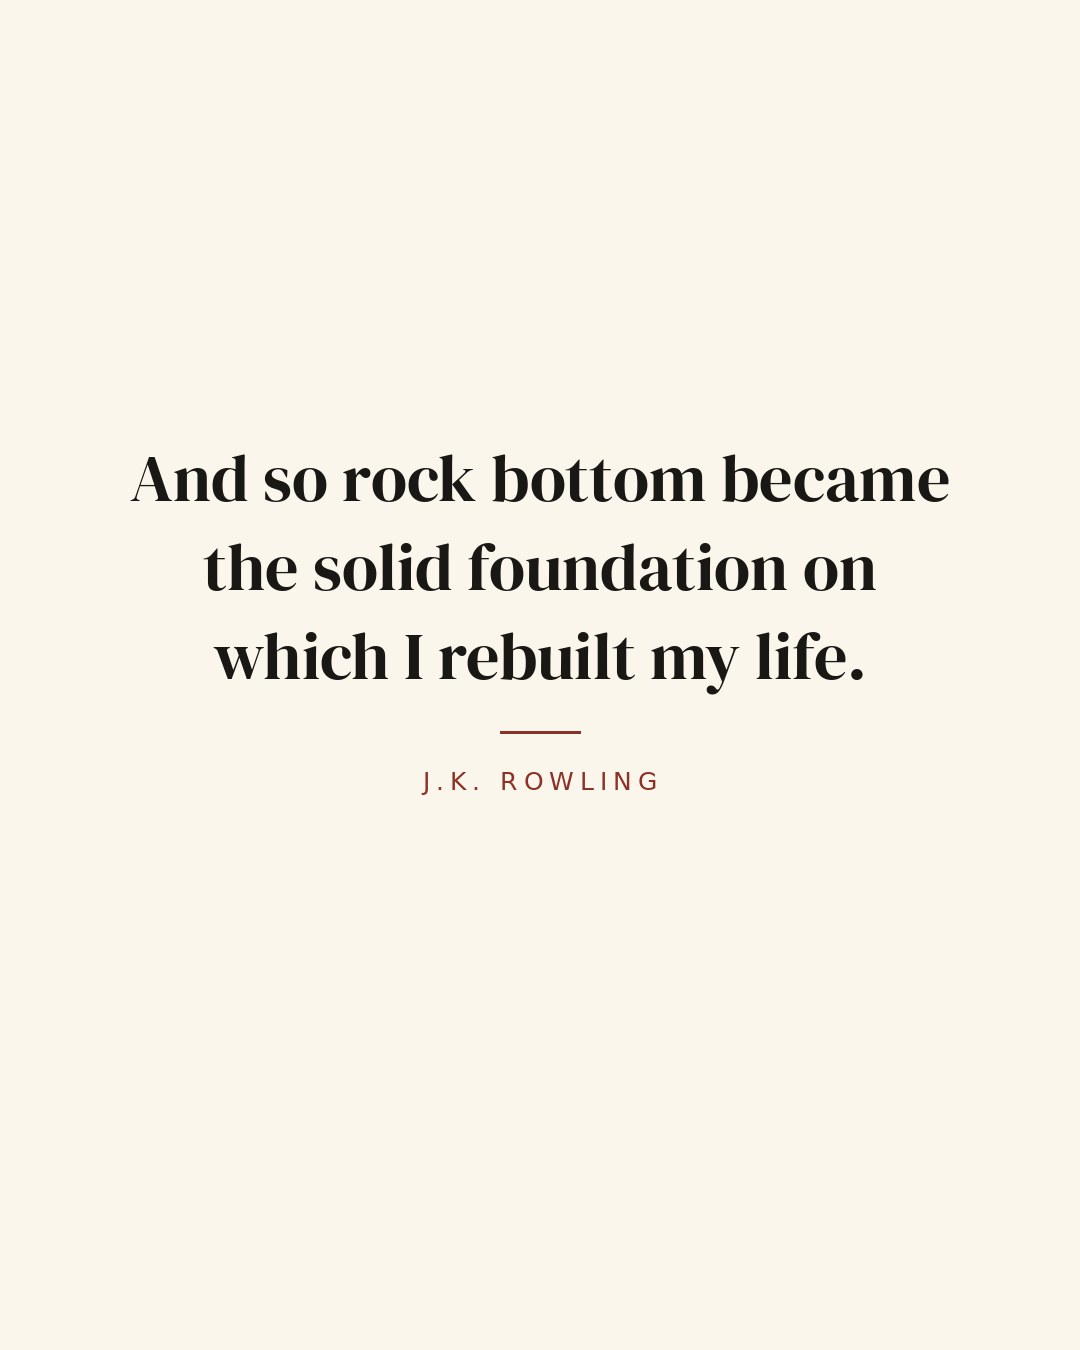 And so rock bottom became
the solid foundation on
which I rebuilt my life.
J.K. ROWLING